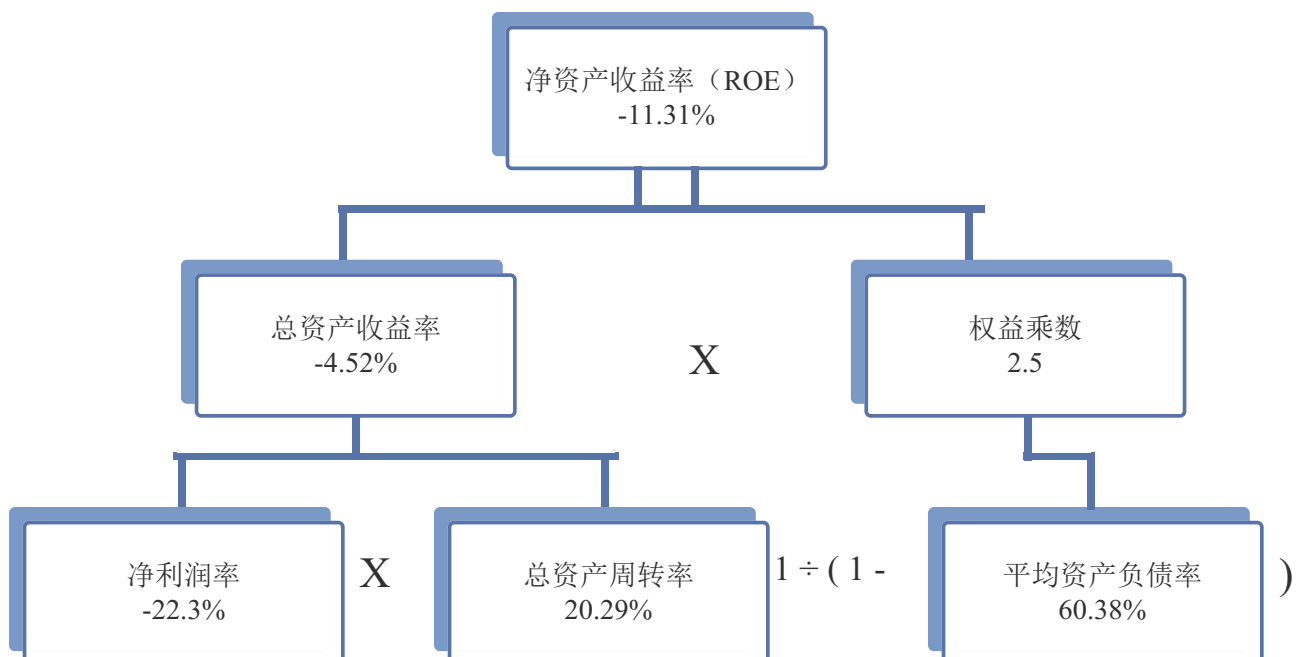 净资产收益率（ROE）
-11.31%
总资产收益率
-4.52%
X
权益乘数
2.5
净利润率
-22.3%
X
总资产周转率
20.29%
1 ÷ ( 1 -
平均资产负债率
60.38%
)